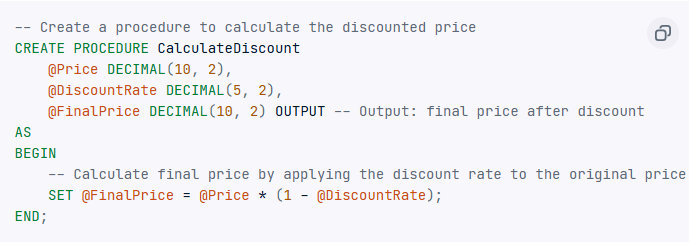 -- Create a procedure to calculate the discounted price
CREATE PROCEDURE CalculateDiscount
    @Price DECIMAL(10, 2),
    @DiscountRate DECIMAL(5, 2),
    @FinalPrice DECIMAL(10, 2) OUTPUT -- Output: final price after discount
AS
BEGIN
    -- Calculate final price by applying the discount rate to the original price
    SET @FinalPrice = @Price * (1 - @DiscountRate);
END;